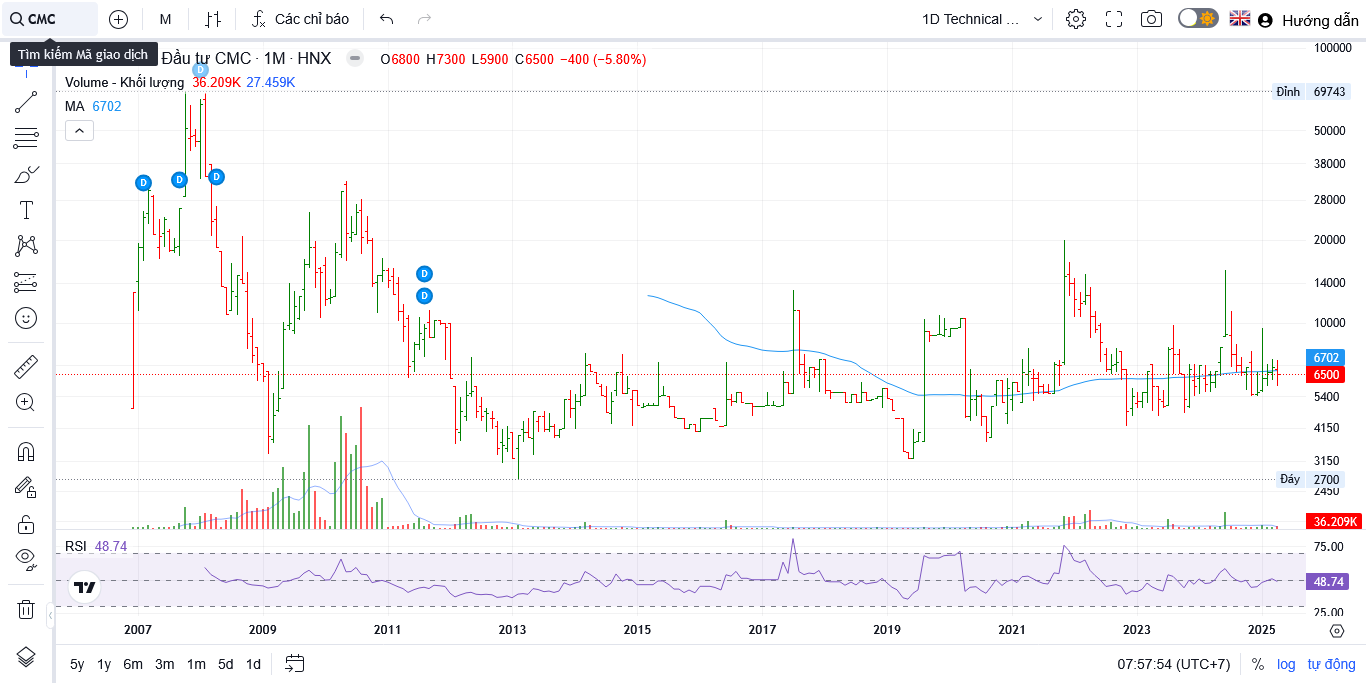 CMC
M
Các chỉ báo
1D Technical ...
Hướng dẫn
Tìm kiếm Mã giao dịch
Đầu tư CMC · 1M · HNX
O6800 H7300 L5900 C6500 −400 (−5.80%)
Volume - Khối lượng 36.209K 27.459K
MA 6702
D
D
D
D
D
D
100000
Đỉnh 69743
50000
38000
28000
20000
14000
10000
6702
6500
5400
4150
3150
Đáy 2700
2450
36.209K
RSI 48.74
75.00
48.74
25.00
2007 2009 2011 2013 2015 2017 2019 2021 2023 2025
5y 1y 6m 3m 1m 5d 1d
07:57:54 (UTC+7) % log tự động